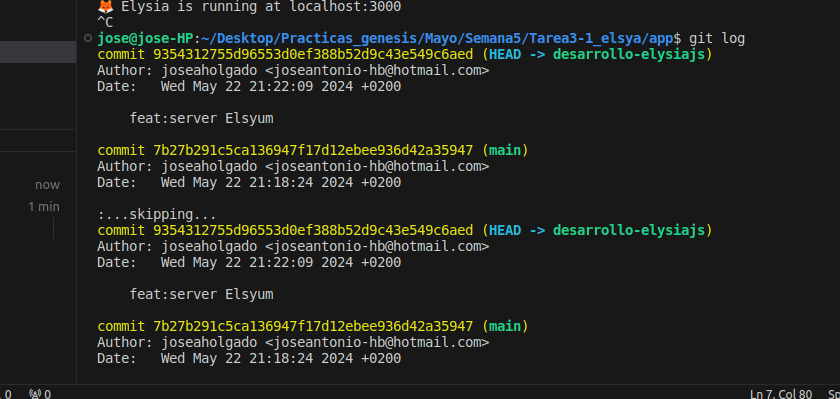 🦊 Elysia is running at localhost:3000
^C
jose@jose-HP:~/Desktop/Practicas_genesis/Mayo/Semana5/Tarea3-1_elsya/app$ git log
commit 9354312755d96553d0ef388b52d9c43e549c6aed (HEAD -> desarrollo-elysiajs)
Author: joseaholgado <joseantonio-hb@hotmail.com>
Date:   Wed May 22 21:22:09 2024 +0200
feat:server Elsyum
commit 7b27b291c5ca136947f17d12ebee936d42a35947 (main)
Author: joseaholgado <joseantonio-hb@hotmail.com>
Date:   Wed May 22 21:18:24 2024 +0200
now
1 min
:...skipping...
commit 9354312755d96553d0ef388b52d9c43e549c6aed (HEAD -> desarrollo-elysiajs)
Author: joseaholgado <joseantonio-hb@hotmail.com>
Date:   Wed May 22 21:22:09 2024 +0200
feat:server Elsyum
commit 7b27b291c5ca136947f17d12ebee936d42a35947 (main)
Author: joseaholgado <joseantonio-hb@hotmail.com>
Date:   Wed May 22 21:18:24 2024 +0200
0 0 Ln 7, Col 80